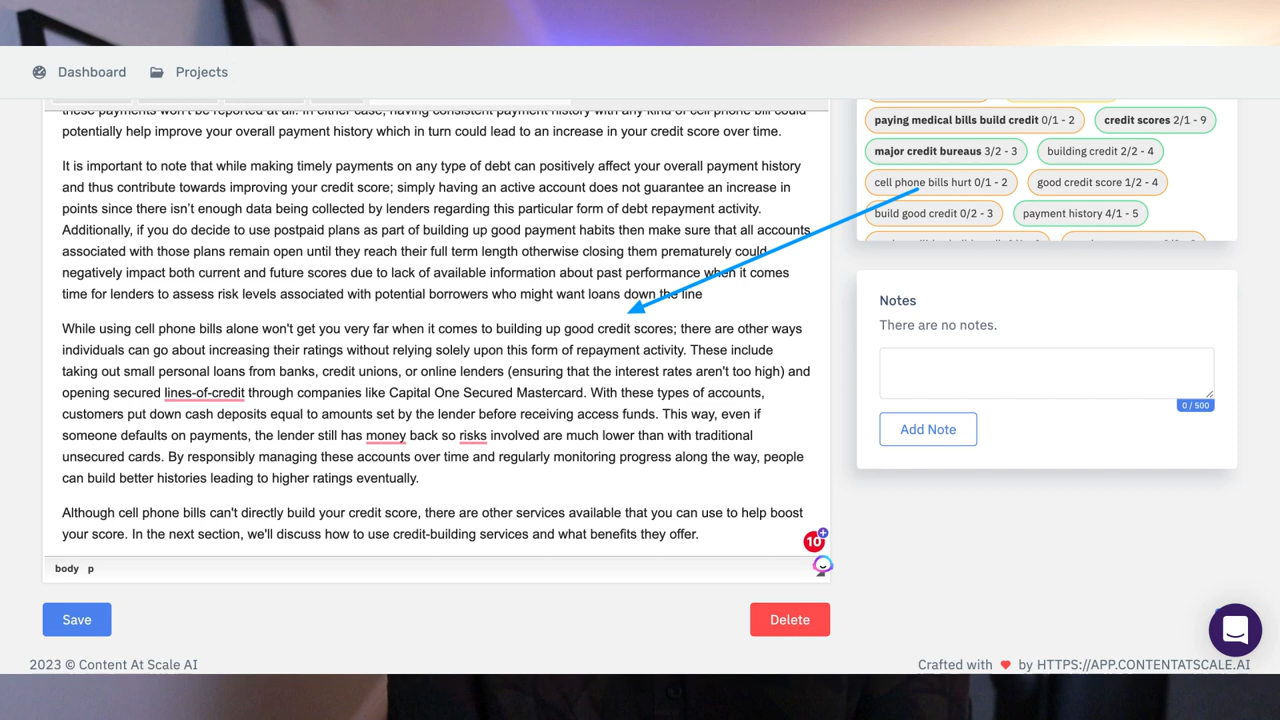 Dashboard Projects
these payments won't be reported at all. In either case, having consistent payment history with any kind of cell phone bill could
potentially help improve your overall payment history which in turn could lead to an increase in your credit score over time.
It is important to note that while making timely payments on any type of debt can positively affect your overall payment history
and thus contribute towards improving your credit score; simply having an active account does not guarantee an increase in
points since there isn't enough data being collected by lenders regarding this particular form of debt repayment activity.
Additionally, if you do decide to use postpaid plans as part of building up good payment habits then make sure that all accounts
associated with those plans remain open until they reach their full term length otherwise closing them prematurely could
negatively impact both current and future scores due to lack of available information about past performance when it comes
time for lenders to assess risk levels associated with potential borrowers who might want loans down the line
While using cell phone bills alone won't get you very far when it comes to building up good credit scores; there are other ways
individuals can go about increasing their ratings without relying solely upon this form of repayment activity. These include
taking out small personal loans from banks, credit unions, or online lenders (ensuring that the interest rates aren't too high) and
opening secured lines-of-credit through companies like Capital One Secured Mastercard. With these types of accounts,
customers put down cash deposits equal to amounts set by the lender before receiving access funds. This way, even if
someone defaults on payments, the lender still has money back so risks involved are much lower than with traditional
unsecured cards. By responsibly managing these accounts over time and regularly monitoring progress along the way, people
can build better histories leading to higher ratings eventually.
Although cell phone bills can't directly build your credit score, there are other services available that you can use to help boost
your score. In the next section, we'll discuss how to use credit-building services and what benefits they offer.
10
body p
Save
Delete
paying medical bills build credit 0/1 - 2 credit scores 2/1 - 9
major credit bureaus 3/2 - 3 building credit 2/2 - 4
cell phone bills hurt 0/1 - 2 good credit score 1/2 - 4
build good credit 0/2 - 3 payment history 4/1 - 5
Notes
There are no notes.
0 / 500
Add Note
2023 © Content At Scale AI
Crafted with ♥ by HTTPS://APP.CONTENTATSCALE.AI